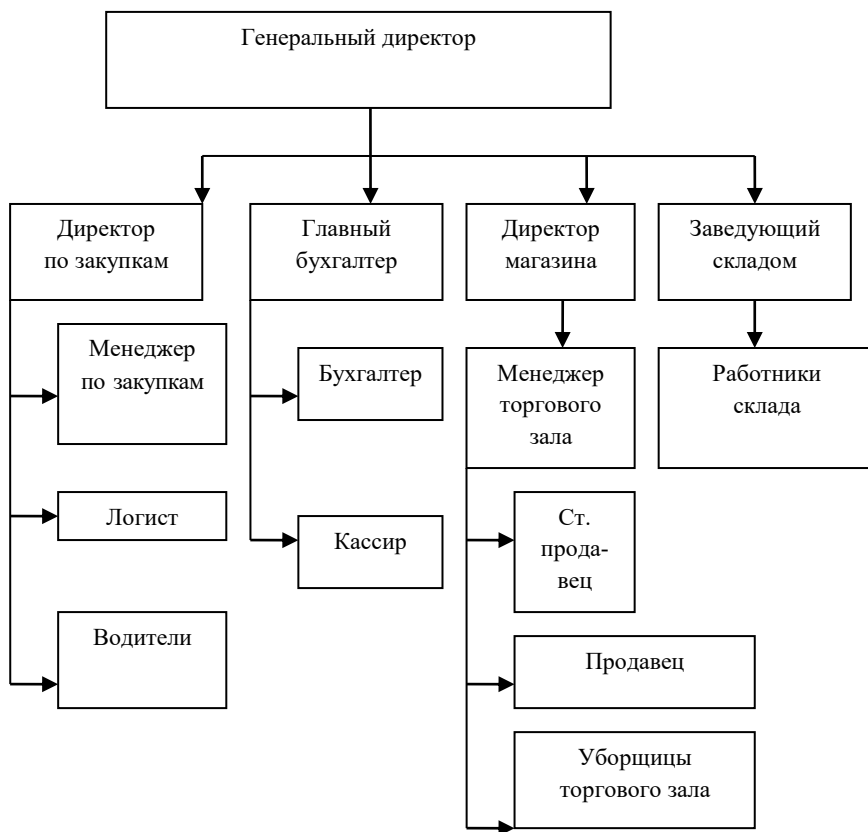 Генеральный директор
Директор
по закупкам
Главный
бухгалтер
Директор
магазина
Заведующий
складом
Менеджер
по закупкам
Бухгалтер
Менеджер
торгового
зала
Работники
склада
Логист
Кассир
Ст.
прода-
вец
Водители
Продавец
Уборщицы
торгового зала